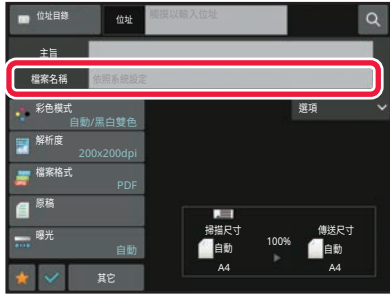 位址目錄
位址
觸摸以輸入位址
主旨
檔案名稱
依照系統設定
彩色模式
自動/黑白雙色
選項
解析度
200x200dpi
檔案格式
PDF
原稿
掃描尺寸
傳送尺寸
曝光
自動
自動
100%
自動
A4
A4
其它